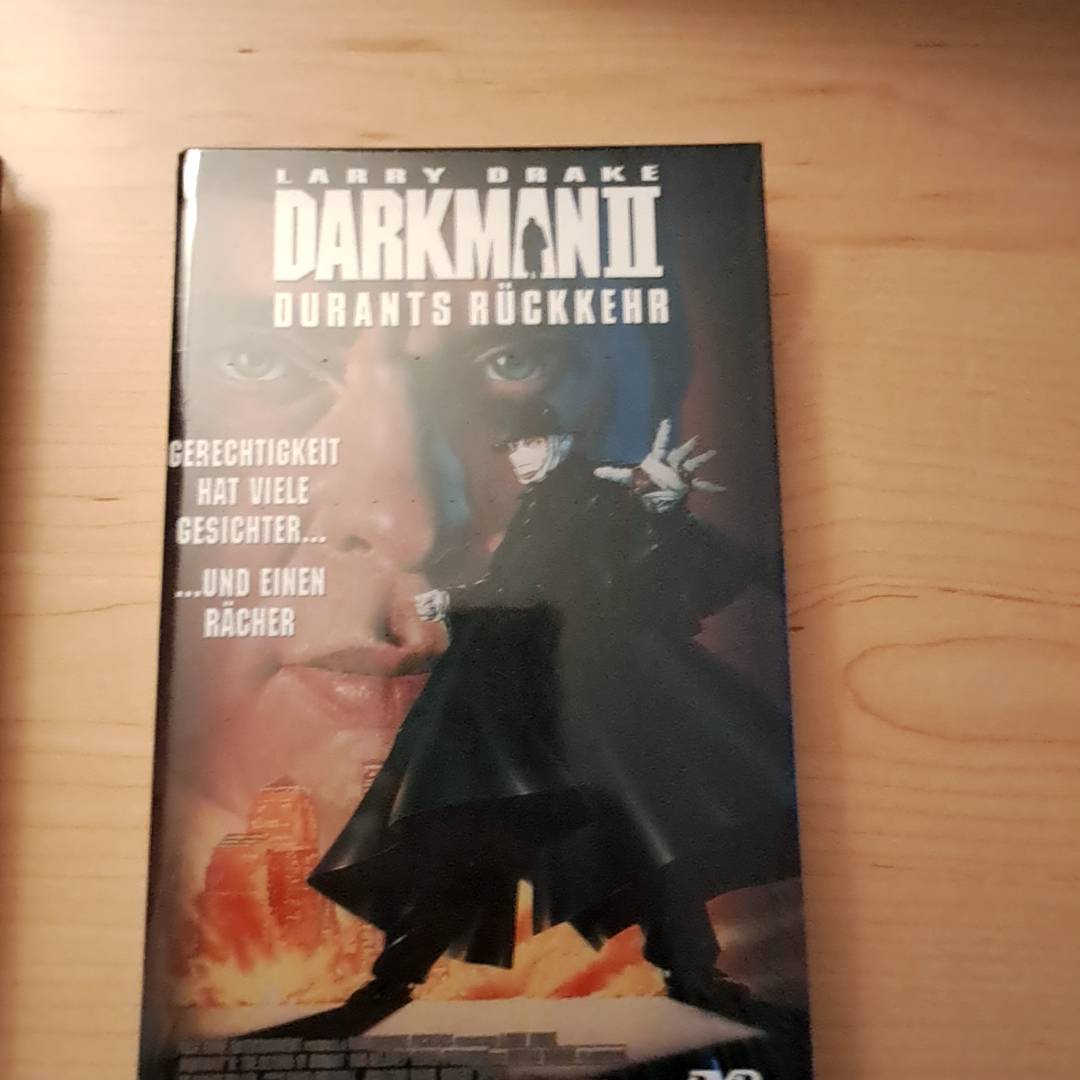 LARRY DRAKE
DARKMAN II
DURANTS RÜCKKEHR
GERECHTIGKEIT
HAT VIELE
GESICHTER...
...UND EINEN
RÄCHER